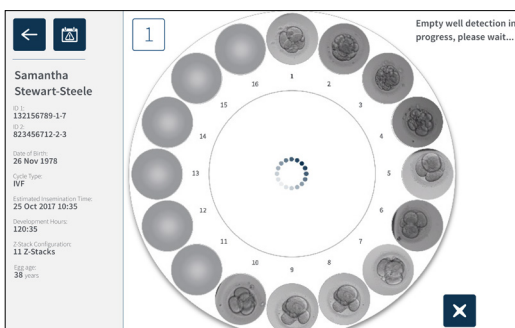 1
Empty well detection in
progress, please wait...
Samantha
Stewart-Steele
ID 1:
132156789-1-7
ID 2:
823456712-2-3
Date of Birth:
26 Nov 1978
Cycle Type:
IVF
Estimated Insemination Time:
25 Oct 2017 10:35
Development Hours:
120:35
Z-Stack Configuration:
11 Z-Stacks
Egg age:
38 years
1
2
3
4
5
6
7
8
9
10
11
12
13
14
15
16